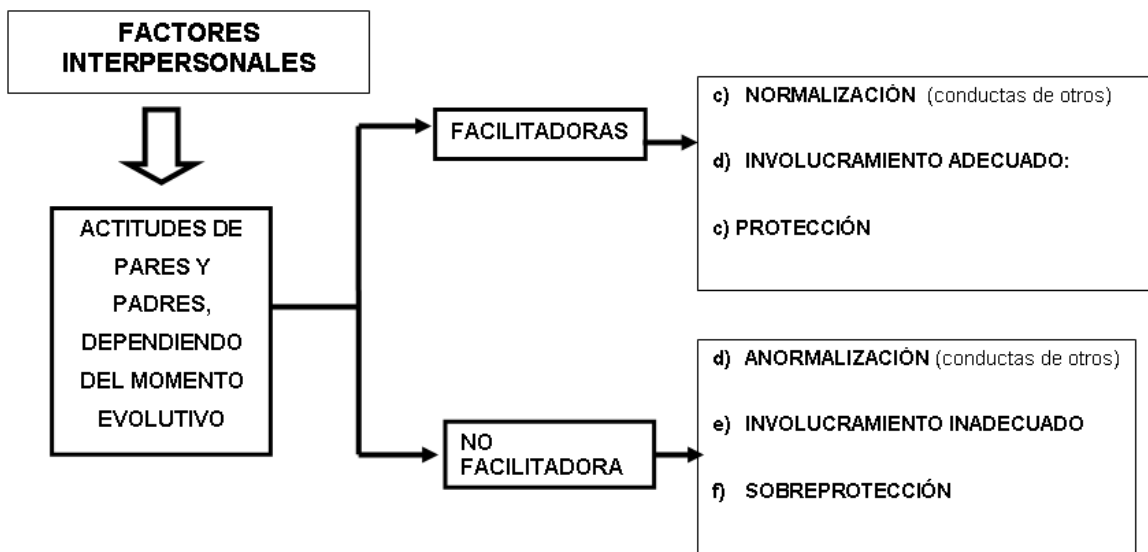 FACTORES
INTERPERSONALES
ACTITUDES DE
PARES Y
PADRES,
DEPENDIENDO
DEL MOMENTO
EVOLUTIVO
FACILITADORAS
c) NORMALIZACIÓN (conductas de otros)
d) INVOLUCRAMIENTO ADECUADO:
c) PROTECCIÓN
NO
FACILITADORA
d) ANORMALIZACIÓN (conductas de otros)
e) INVOLUCRAMIENTO INADECUADO
f) SOBREPROTECCIÓN